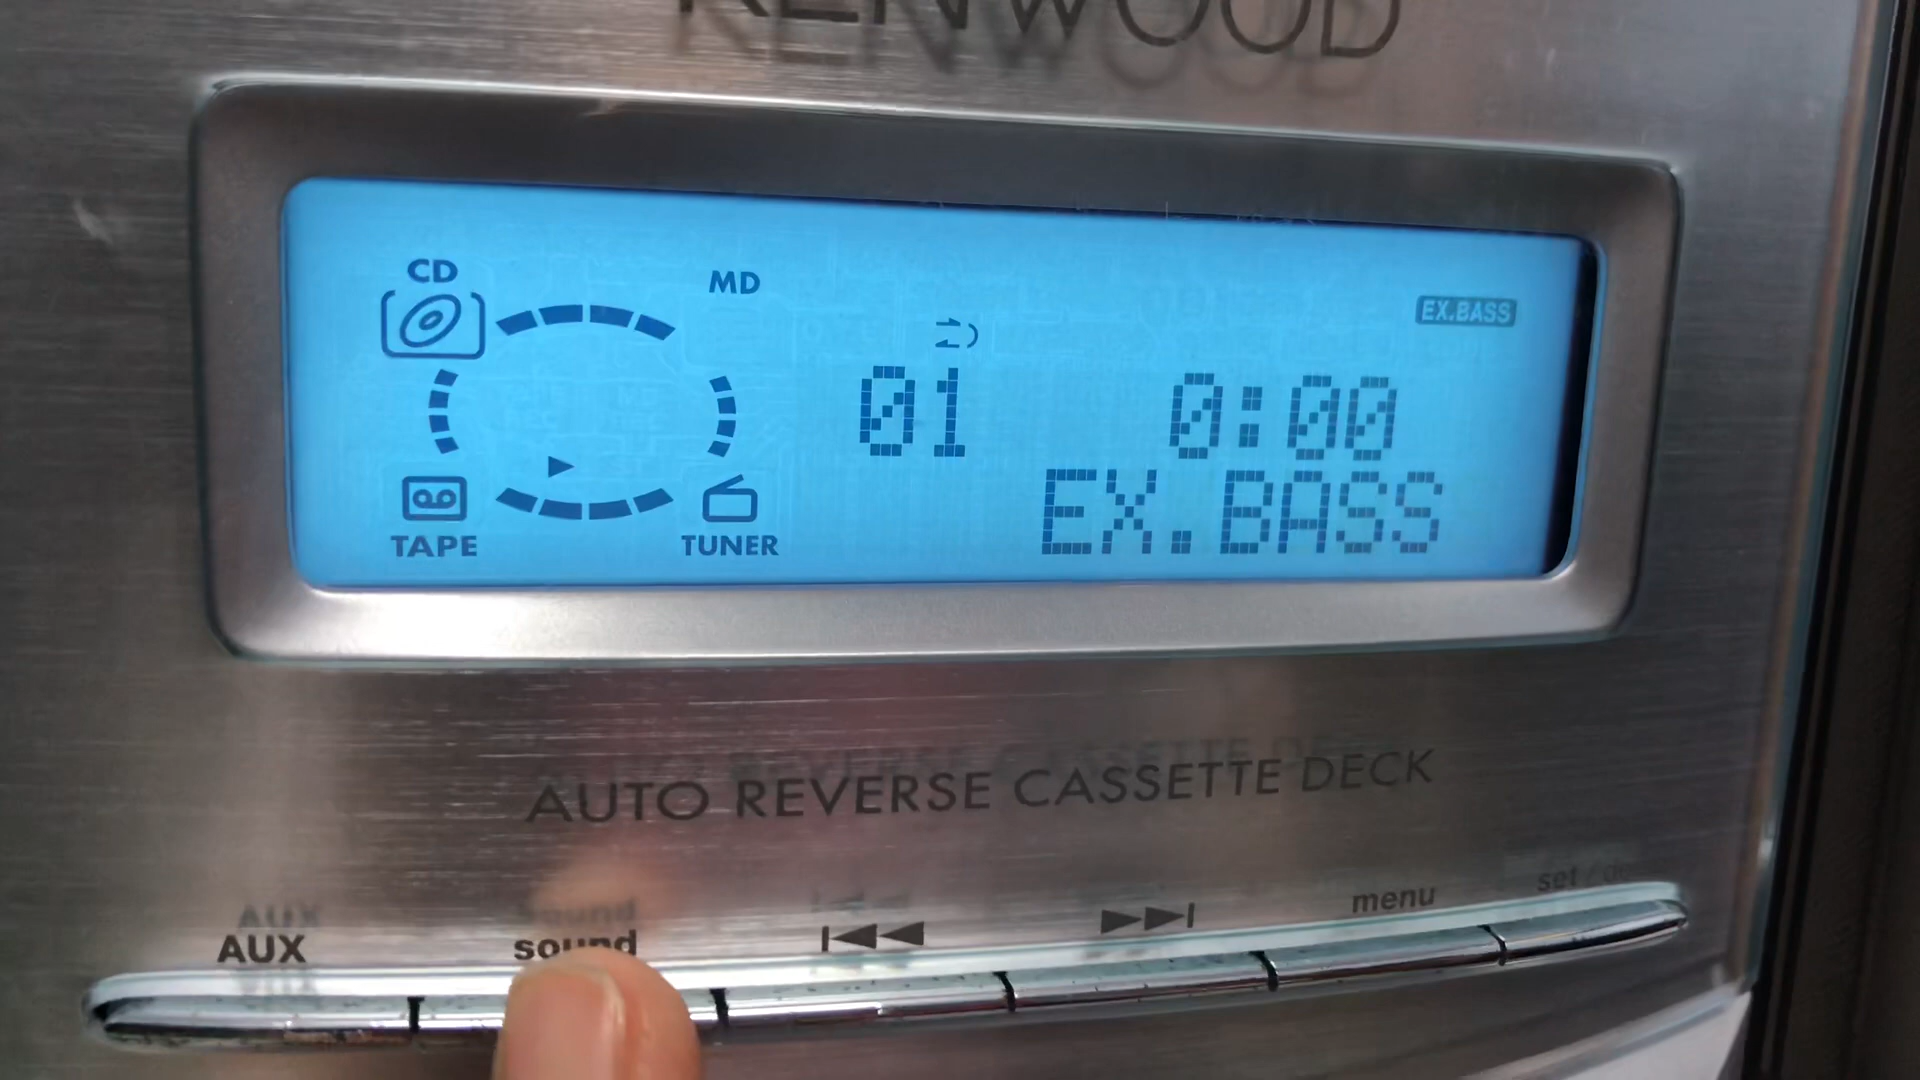 KENWOOD
CD
MD
EX.BASS
01 0:00
EX.BASS
TAPE
TUNER
AUTO REVERSE CASSETTE DECK
AUX
sound
menu
set /